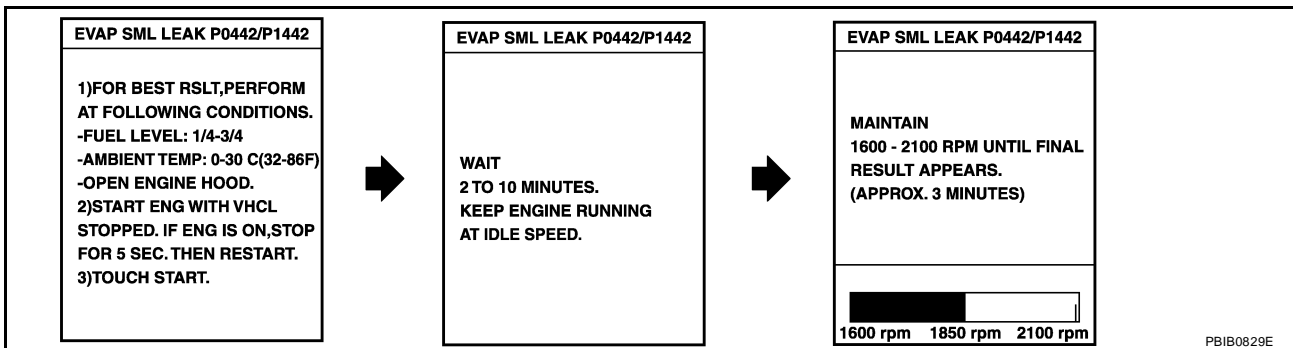 EVAP SML LEAK P0442/P1442
1)FOR BEST RSLT,PERFORM
AT FOLLOWING CONDITIONS.
-FUEL LEVEL: 1/4-3/4
-AMBIENT TEMP: 0-30 C(32-86F)
-OPEN ENGINE HOOD.
2)START ENG WITH VHCL
STOPPED. IF ENG IS ON,STOP
FOR 5 SEC. THEN RESTART.
3)TOUCH START.
EVAP SML LEAK P0442/P1442
WAIT
2 TO 10 MINUTES.
KEEP ENGINE RUNNING
AT IDLE SPEED.
EVAP SML LEAK P0442/P1442
MAINTAIN
1600 - 2100 RPM UNTIL FINAL
RESULT APPEARS.
(APPROX. 3 MINUTES)
1600 rpm 1850 rpm 2100 rpm
PBIB0829E